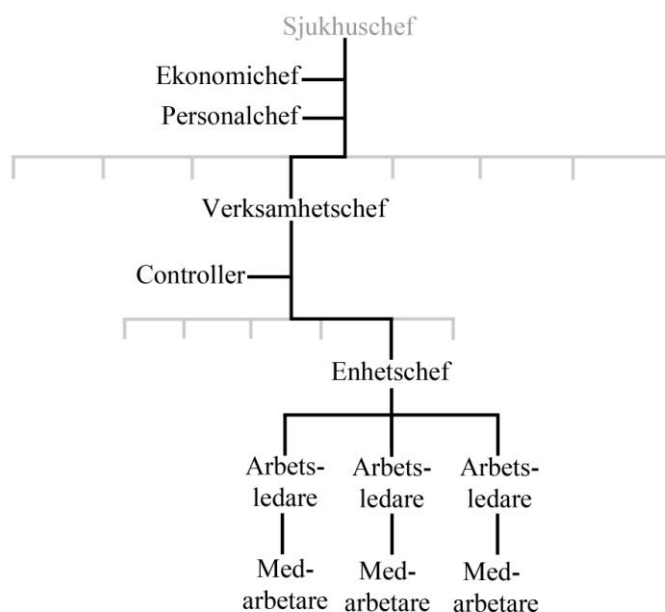 Sjukhuschef
Ekonomichef
Personalchef
Verksamhetschef
Controller
Enhetschef
Arbets-
ledare
Arbets-
ledare
Arbets-
ledare
Med-
arbetare
Med-
arbetare
Med-
arbetare